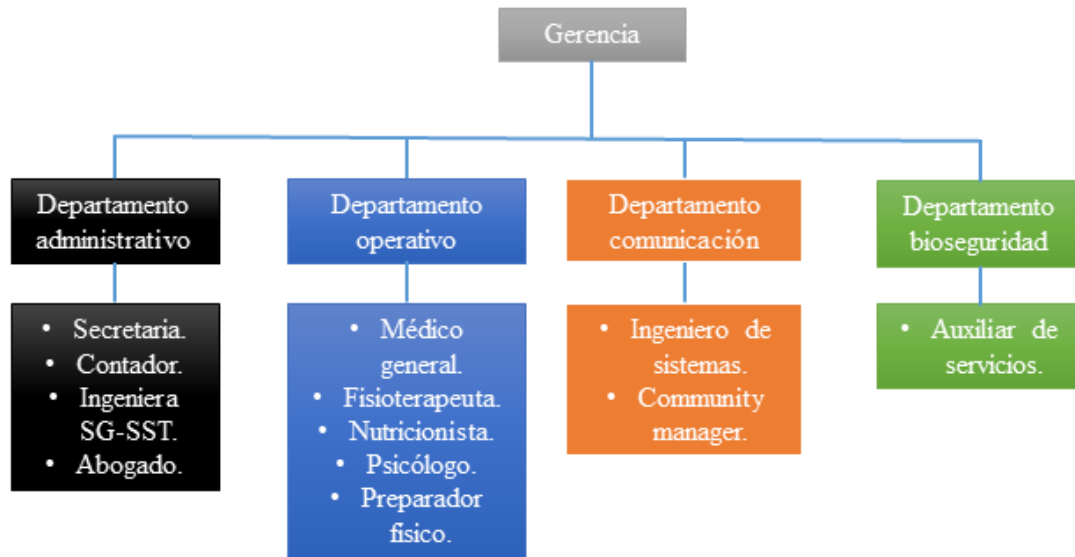 Gerencia
Departamento
administrativo
Departamento
operativo
Departamento
comunicación
Departamento
bioseguridad
• Secretaria.
• Contador.
• Ingeniera
SG-SST.
• Abogado.
• Médico
general.
• Fisioterapeuta.
• Nutricionista.
• Psicólogo.
• Preparador
físico.
• Ingeniero de
sistemas.
• Community
manager.
• Auxiliar de
servicios.